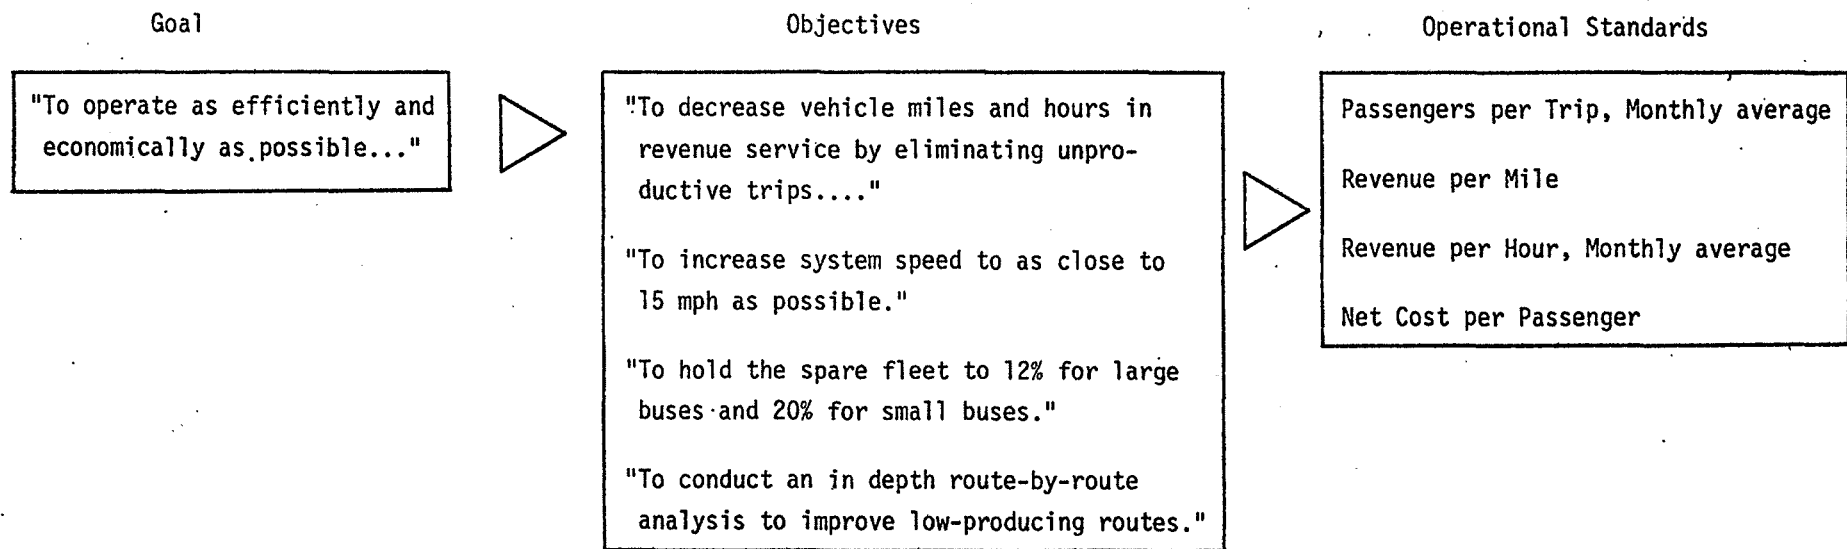 Goal
"To operate as efficiently and
economically as possible..."
Objectives
"To decrease vehicle miles and hours in
revenue service by eliminating unpro-
ductive trips...."
"To increase system speed to as close to
15 mph as possible."
"To hold the spare fleet to 12% for large
buses and 20% for small buses."
"To conduct an in depth route-by-route
analysis to improve low-producing routes."
Operational Standards
Passengers per Trip, Monthly average
Revenue per Mile
Revenue per Hour, Monthly average
Net Cost per Passenger